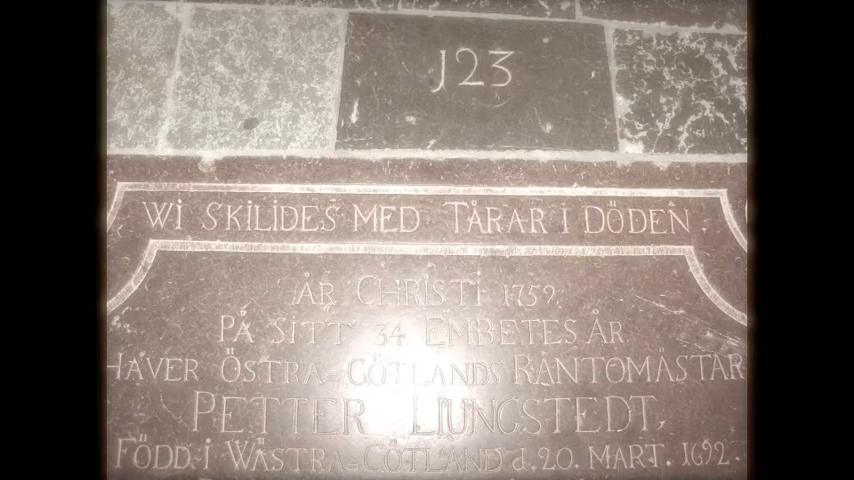 123
WI SKILIDES MED TÅRAR I DÖDEN
ÅR CHRISTI 1759.
PÅ SITT 34. EMBETES ÅR
HÄVER ÖSTRA-GÖTLANDS RÄNTOMÄSTAR
PETTER LJUNGSTEDT,
FÖDD I WÄSTRA-GÖTLAND d. 20. MART. 1692.